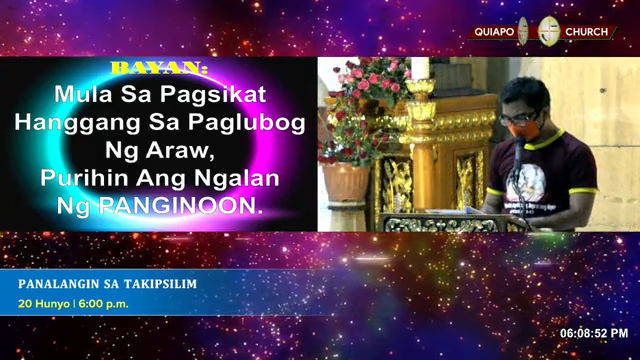 QUIAPO CHURCH
BAYAN:
Mula Sa Pagsikat
Hanggang Sa Paglubog
Ng Araw,
Purihin Ang Ngalan
Ng PANGINOON.
PANALANGIN SA TAKIPSILIM
20 Hunyo | 6:00 p.m.
06:08:52 PM